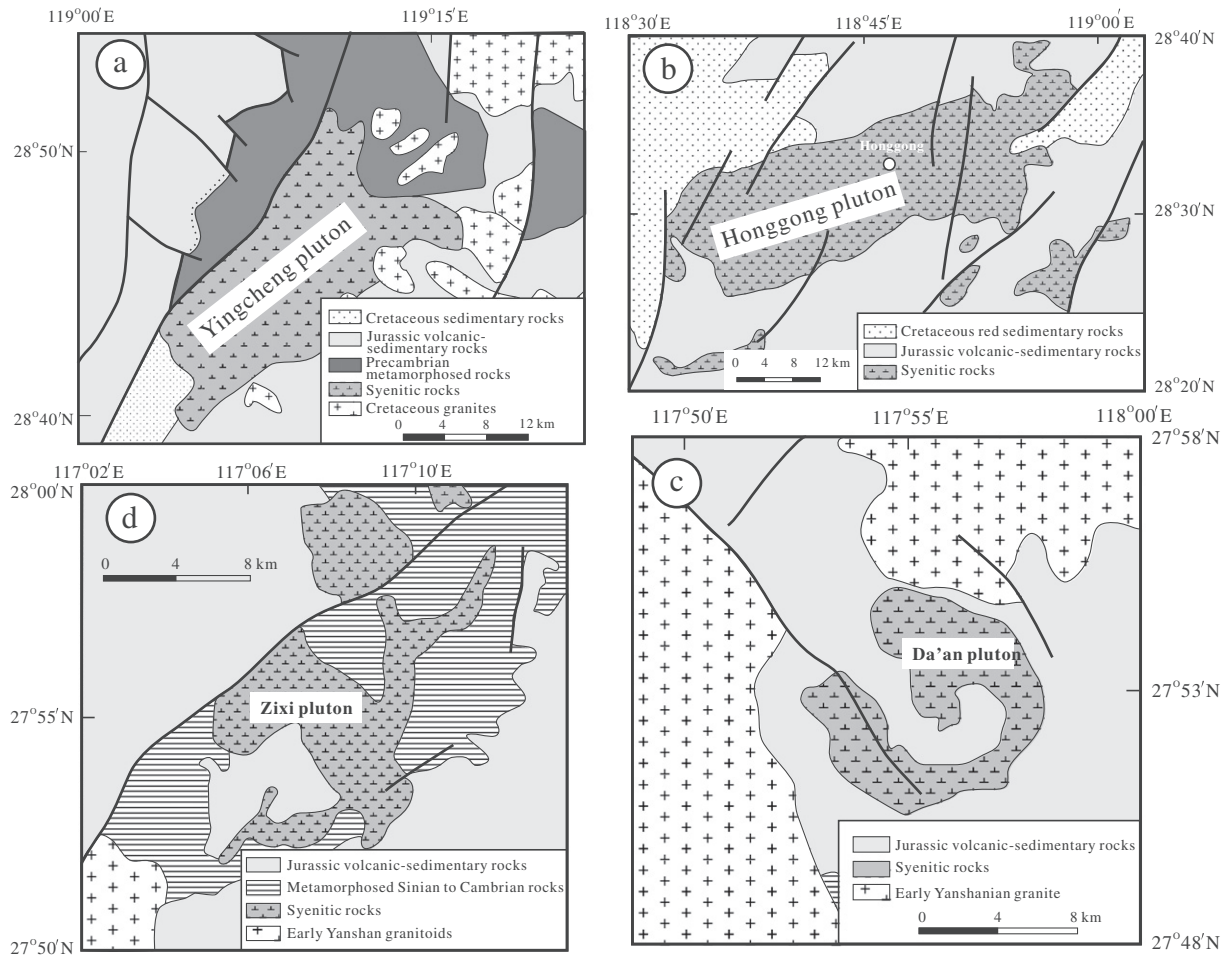 119°00′E 119°15′E
a
28°50′N
28°40′N
Yingcheng pluton
Cretaceous sedimentary rocks
Jurassic volcanic-
sedimentary rocks
Precambrian
metamorphosed rocks
Syenitic rocks
Cretaceous granites
0 4 8 12 km
118°30′E 118°45′E 119°00′E
b
28°40′N
28°30′N
28°20′N
Honggong
Honggong pluton
Cretaceous red sedimentary rocks
Jurassic volcanic-sedimentary rocks
Syenitic rocks
0 4 8 12 km
117°02′E 117°06′E 117°10′E
28°00′N
27°55′N
27°50′N
d
0 4 8 km
Zixi pluton
Jurassic volcanic-sedimentary rocks
Metamorphosed Sinian to Cambrian rocks
Syenitic rocks
Early Yanshan granitoids
117°50′E 117°55′E 118°00′E
27°58′N
27°53′N
27°48′N
c
Da'an pluton
Jurassic volcanic-sedimentary rocks
Syenitic rocks
Early Yanshanian granite
0 4 8 km